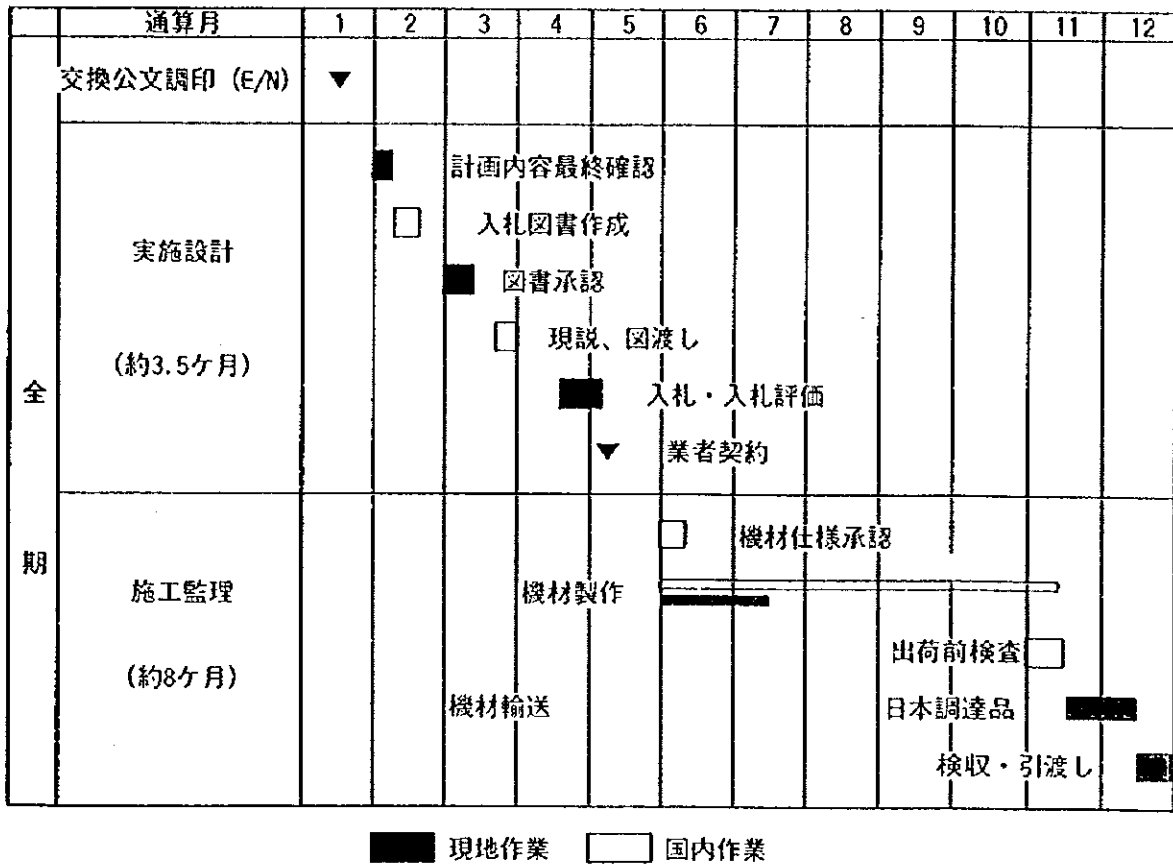 通算月 1 2 3 4 5 6 7 8 9 10 11 12
交換公文調印 (E/N)
計画内容最終確認
入札図書作成
実施設計
図書承認
現説、図渡し
(約3.5ケ月)
入札・入札評価
業者契約
全期
機材仕様承認
施工監理
機材製作
出荷前検査
(約8ケ月)
機材輸送 日本調達品
検収・引渡し
現地作業 国内作業